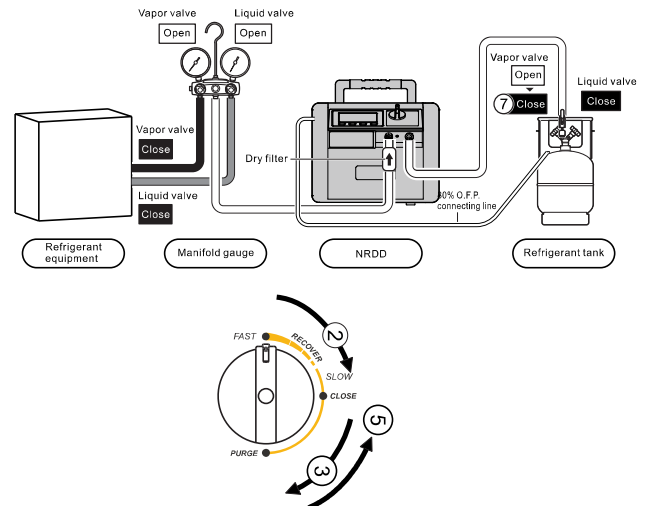 Vapor valve
Open
Liquid valve
Open
Vapor valve
Open
7 Close
Liquid valve
Close
Vapor valve
Close
Liquid valve
Close
Dry filter
80% O.F.P.
connecting line
Refrigerant
equipment
Manifold gauge
NRDD
Refrigerant tank
FAST
RECOVER
SLOW
CLOSE
PURGE
2
5
3